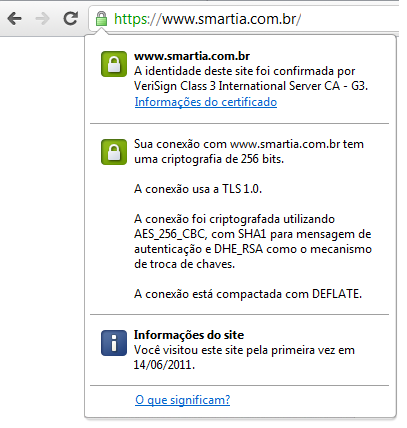 https://www.smartia.com.br/
www.smartia.com.br
A identidade deste site foi confirmada por
VeriSign Class 3 International Server CA - G3.
Informações do certificado
Sua conexão com www.smartia.com.br tem
uma criptografia de 256 bits.
A conexão usa a TLS 1.0.
A conexão foi criptografada utilizando
AES_256_CBC, com SHA1 para mensagem de
autenticação e DHE_RSA como o mecanismo
de troca de chaves.
A conexão está compactada com DEFLATE.
Informações do site
Você visitou este site pela primeira vez em
14/06/2011.
O que significam?